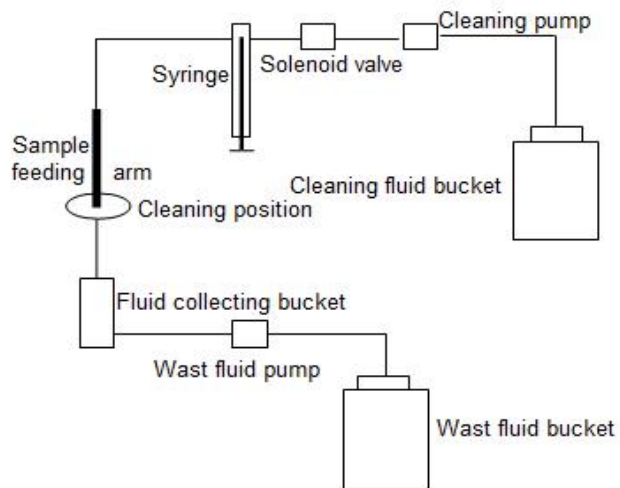 Cleaning pump
Solenoid valve
Syringe
Sample
feeding arm
Cleaning fluid bucket
Cleaning position
Fluid collecting bucket
Wast fluid pump
Wast fluid bucket